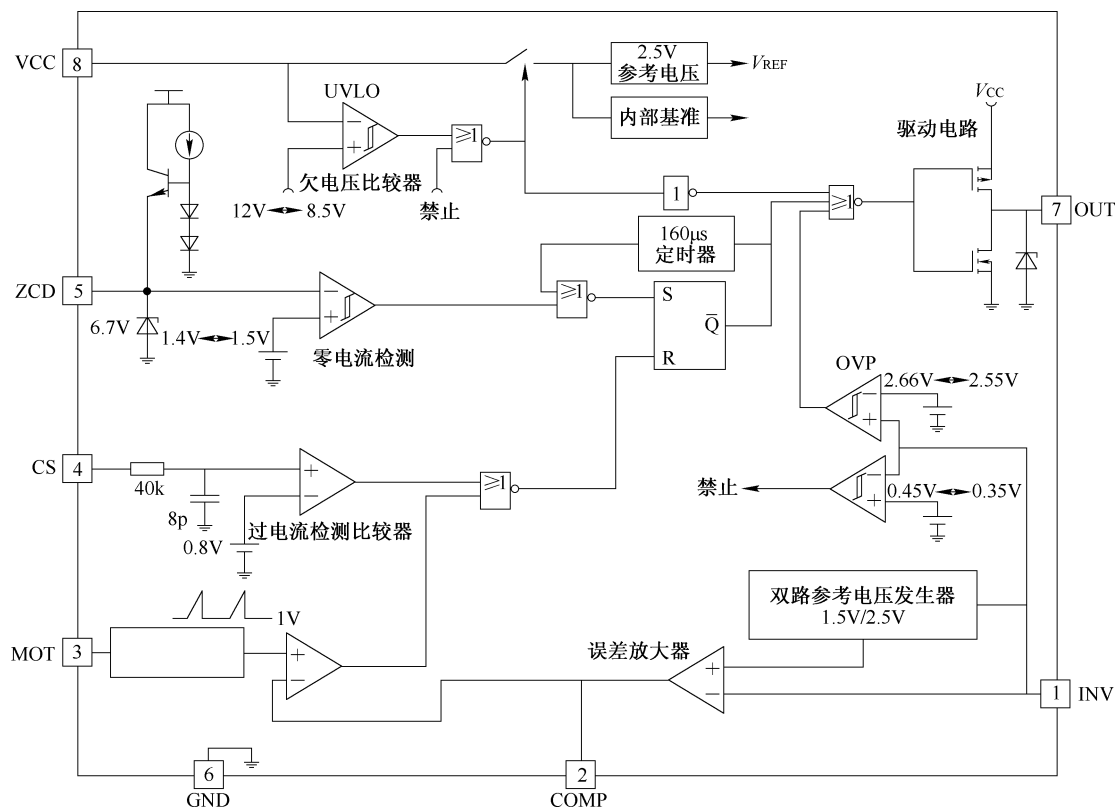 VCC
8
2.5V
参考电压
VREF
UVLO
−
+
≥1
欠电压比较器
12V
8.5V
禁止
内部基准
VCC
驱动电路
1
≥1
7
OUT
160μs
定时器
ZCD
5
6.7V
1.4V
1.5V
−
+
零电流检测
≥1
S
Q̅
R
OVP
2.66V
2.55V
−
+
CS
4
40k
8p
0.8V
+
−
过电流检测比较器
≥1
禁止
+
−
0.45V
0.35V
1V
MOT
3
+
−
误差放大器
+
−
双路参考电压发生器
1.5V/2.5V
1
INV
6
GND
2
COMP